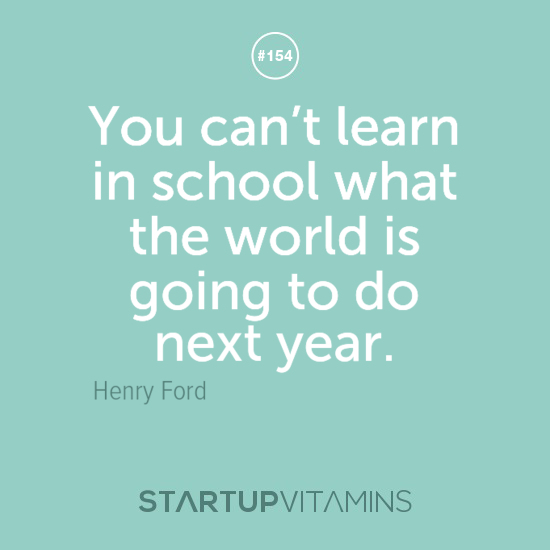 #154
You can’t learn
in school what
the world is
going to do
next year.
Henry Ford
STARTUPVITAMINS